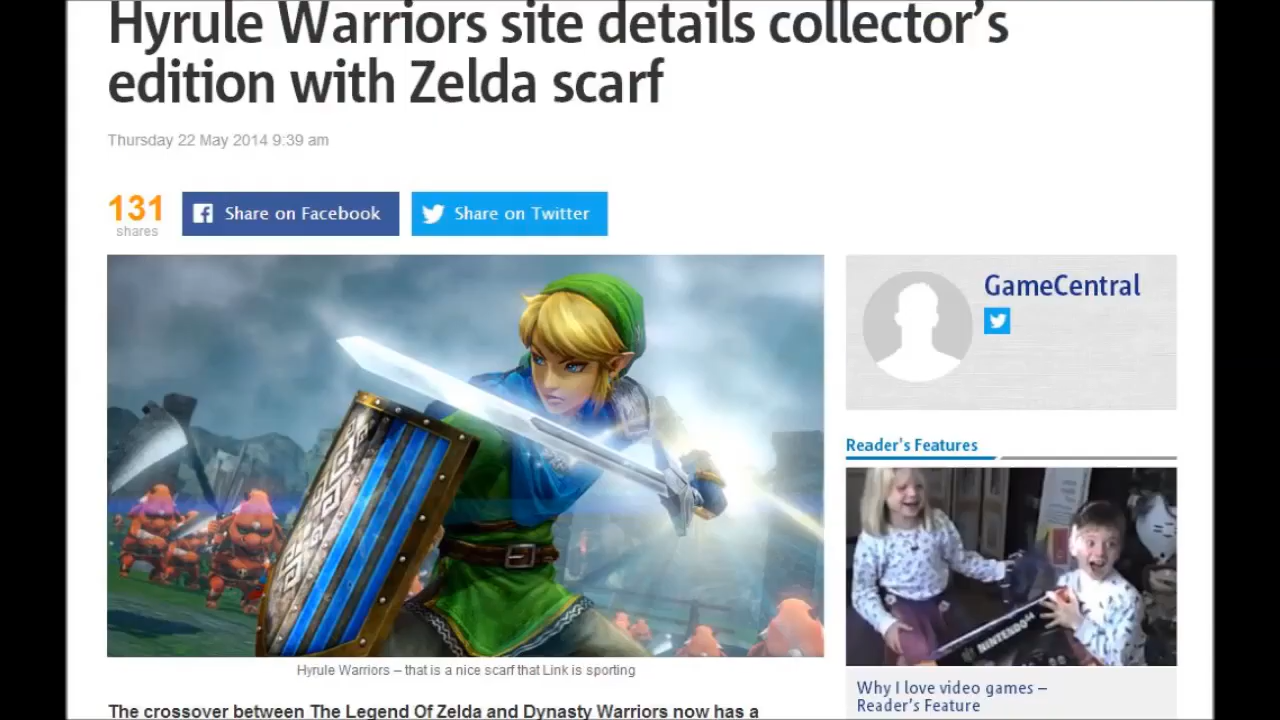 Hyrule Warriors site details collector's
edition with Zelda scarf
Thursday 22 May 2014 9:39 am
131
shares
Share on Facebook
Share on Twitter
GameCentral
Reader's Features
NINTENDO64
Hyrule Warriors – that is a nice scarf that Link is sporting
Why I love video games –
Reader's Feature
The crossover between The Legend Of Zelda and Dynasty Warriors now has a